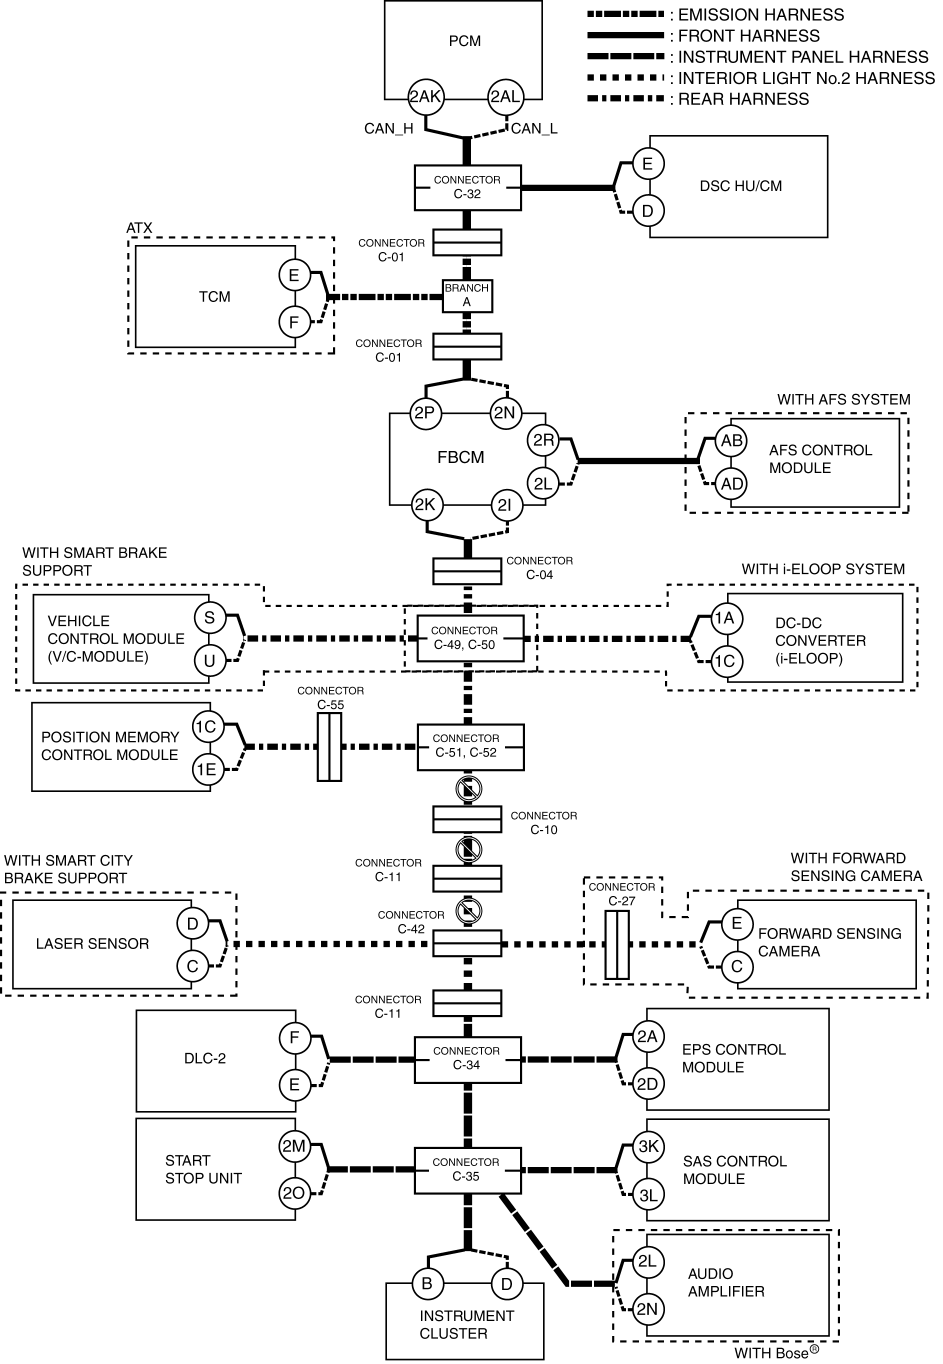 : EMISSION HARNESS
: FRONT HARNESS
: INSTRUMENT PANEL HARNESS
: INTERIOR LIGHT No.2 HARNESS
: REAR HARNESS
PCM
2AK
2AL
CAN_H
CAN_L
CONNECTOR
C-32
E
D
DSC HU/CM
CONNECTOR
C-01
ATX
TCM
E
F
BRANCH
A
CONNECTOR
C-01
2P
2N
FBCM
2R
2L
2K
2I
WITH AFS SYSTEM
AB
AD
AFS CONTROL
MODULE
CONNECTOR
C-04
WITH SMART BRAKE
SUPPORT
VEHICLE
CONTROL MODULE
(V/C-MODULE)
S
U
CONNECTOR
C-49, C-50
WITH i-ELOOP SYSTEM
1A
1C
DC-DC
CONVERTER
(i-ELOOP)
POSITION MEMORY
CONTROL MODULE
1C
1E
CONNECTOR
C-55
CONNECTOR
C-51, C-52
CONNECTOR
C-10
CONNECTOR
C-11
WITH SMART CITY
BRAKE SUPPORT
LASER SENSOR
D
C
CONNECTOR
C-42
CONNECTOR
C-27
WITH FORWARD
SENSING CAMERA
E
C
FORWARD SENSING
CAMERA
CONNECTOR
C-11
DLC-2
F
E
CONNECTOR
C-34
2A
2D
EPS CONTROL
MODULE
START
STOP UNIT
2M
2O
CONNECTOR
C-35
3K
3L
SAS CONTROL
MODULE
2L
2N
AUDIO
AMPLIFIER
WITH Bose®
B
D
INSTRUMENT
CLUSTER